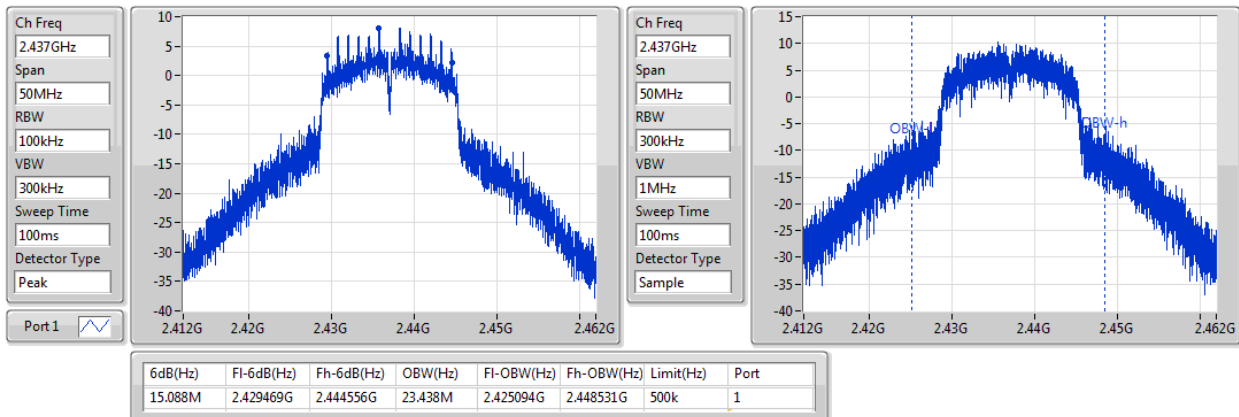 Ch Freq
2.437GHz
Span
50MHz
RBW
100kHz
VBW
300kHz
Sweep Time
100ms
Detector Type
Peak
Port 1
10
5
0
-5
-10
-15
-20
-25
-30
-35
-40
2.412G 2.42G 2.43G 2.44G 2.45G 2.462G
Ch Freq
2.437GHz
Span
50MHz
RBW
300kHz
VBW
1MHz
Sweep Time
100ms
Detector Type
Sample
15
10
5
0
-5
-10
-15
-20
-25
-30
-35
-40
OBW-h
2.412G 2.42G 2.43G 2.44G 2.45G 2.462G
6dB(Hz) Fl-6dB(Hz) Fh-6dB(Hz) OBW(Hz) Fl-OBW(Hz) Fh-OBW(Hz) Limit(Hz) Port
15.088M 2.429469G 2.444556G 23.438M 2.425094G 2.448531G 500k 1